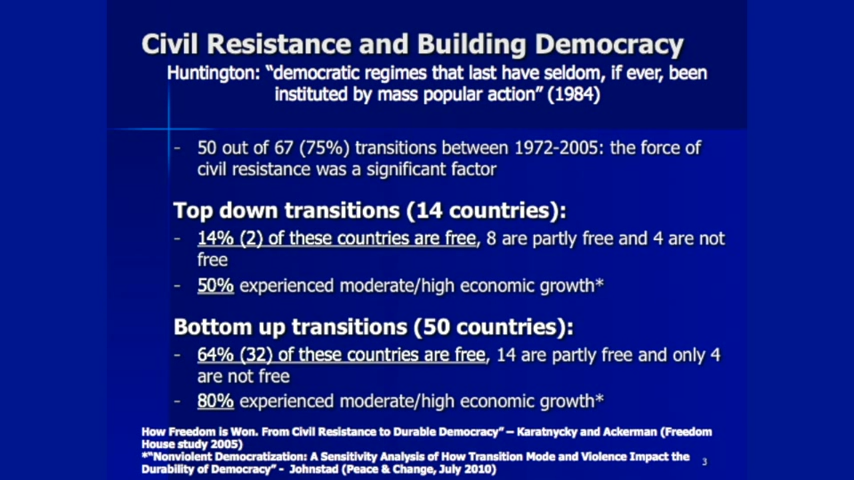 Civil Resistance and Building Democracy
Huntington: “democratic regimes that last have seldom, if ever, been
instituted by mass popular action” (1984)
- 50 out of 67 (75%) transitions between 1972-2005: the force of
civil resistance was a significant factor
Top down transitions (14 countries):
- 14% (2) of these countries are free, 8 are partly free and 4 are not
free
- 50% experienced moderate/high economic growth*
Bottom up transitions (50 countries):
- 64% (32) of these countries are free, 14 are partly free and only 4
are not free
- 80% experienced moderate/high economic growth*
How Freedom is Won. From Civil Resistance to Durable Democracy” – Karatnycky and Ackerman (Freedom
House study 2005)
*“Nonviolent Democratization: A Sensitivity Analysis of How Transition Mode and Violence Impact the
Durability of Democracy” - Johnstad (Peace & Change, July 2010)
3